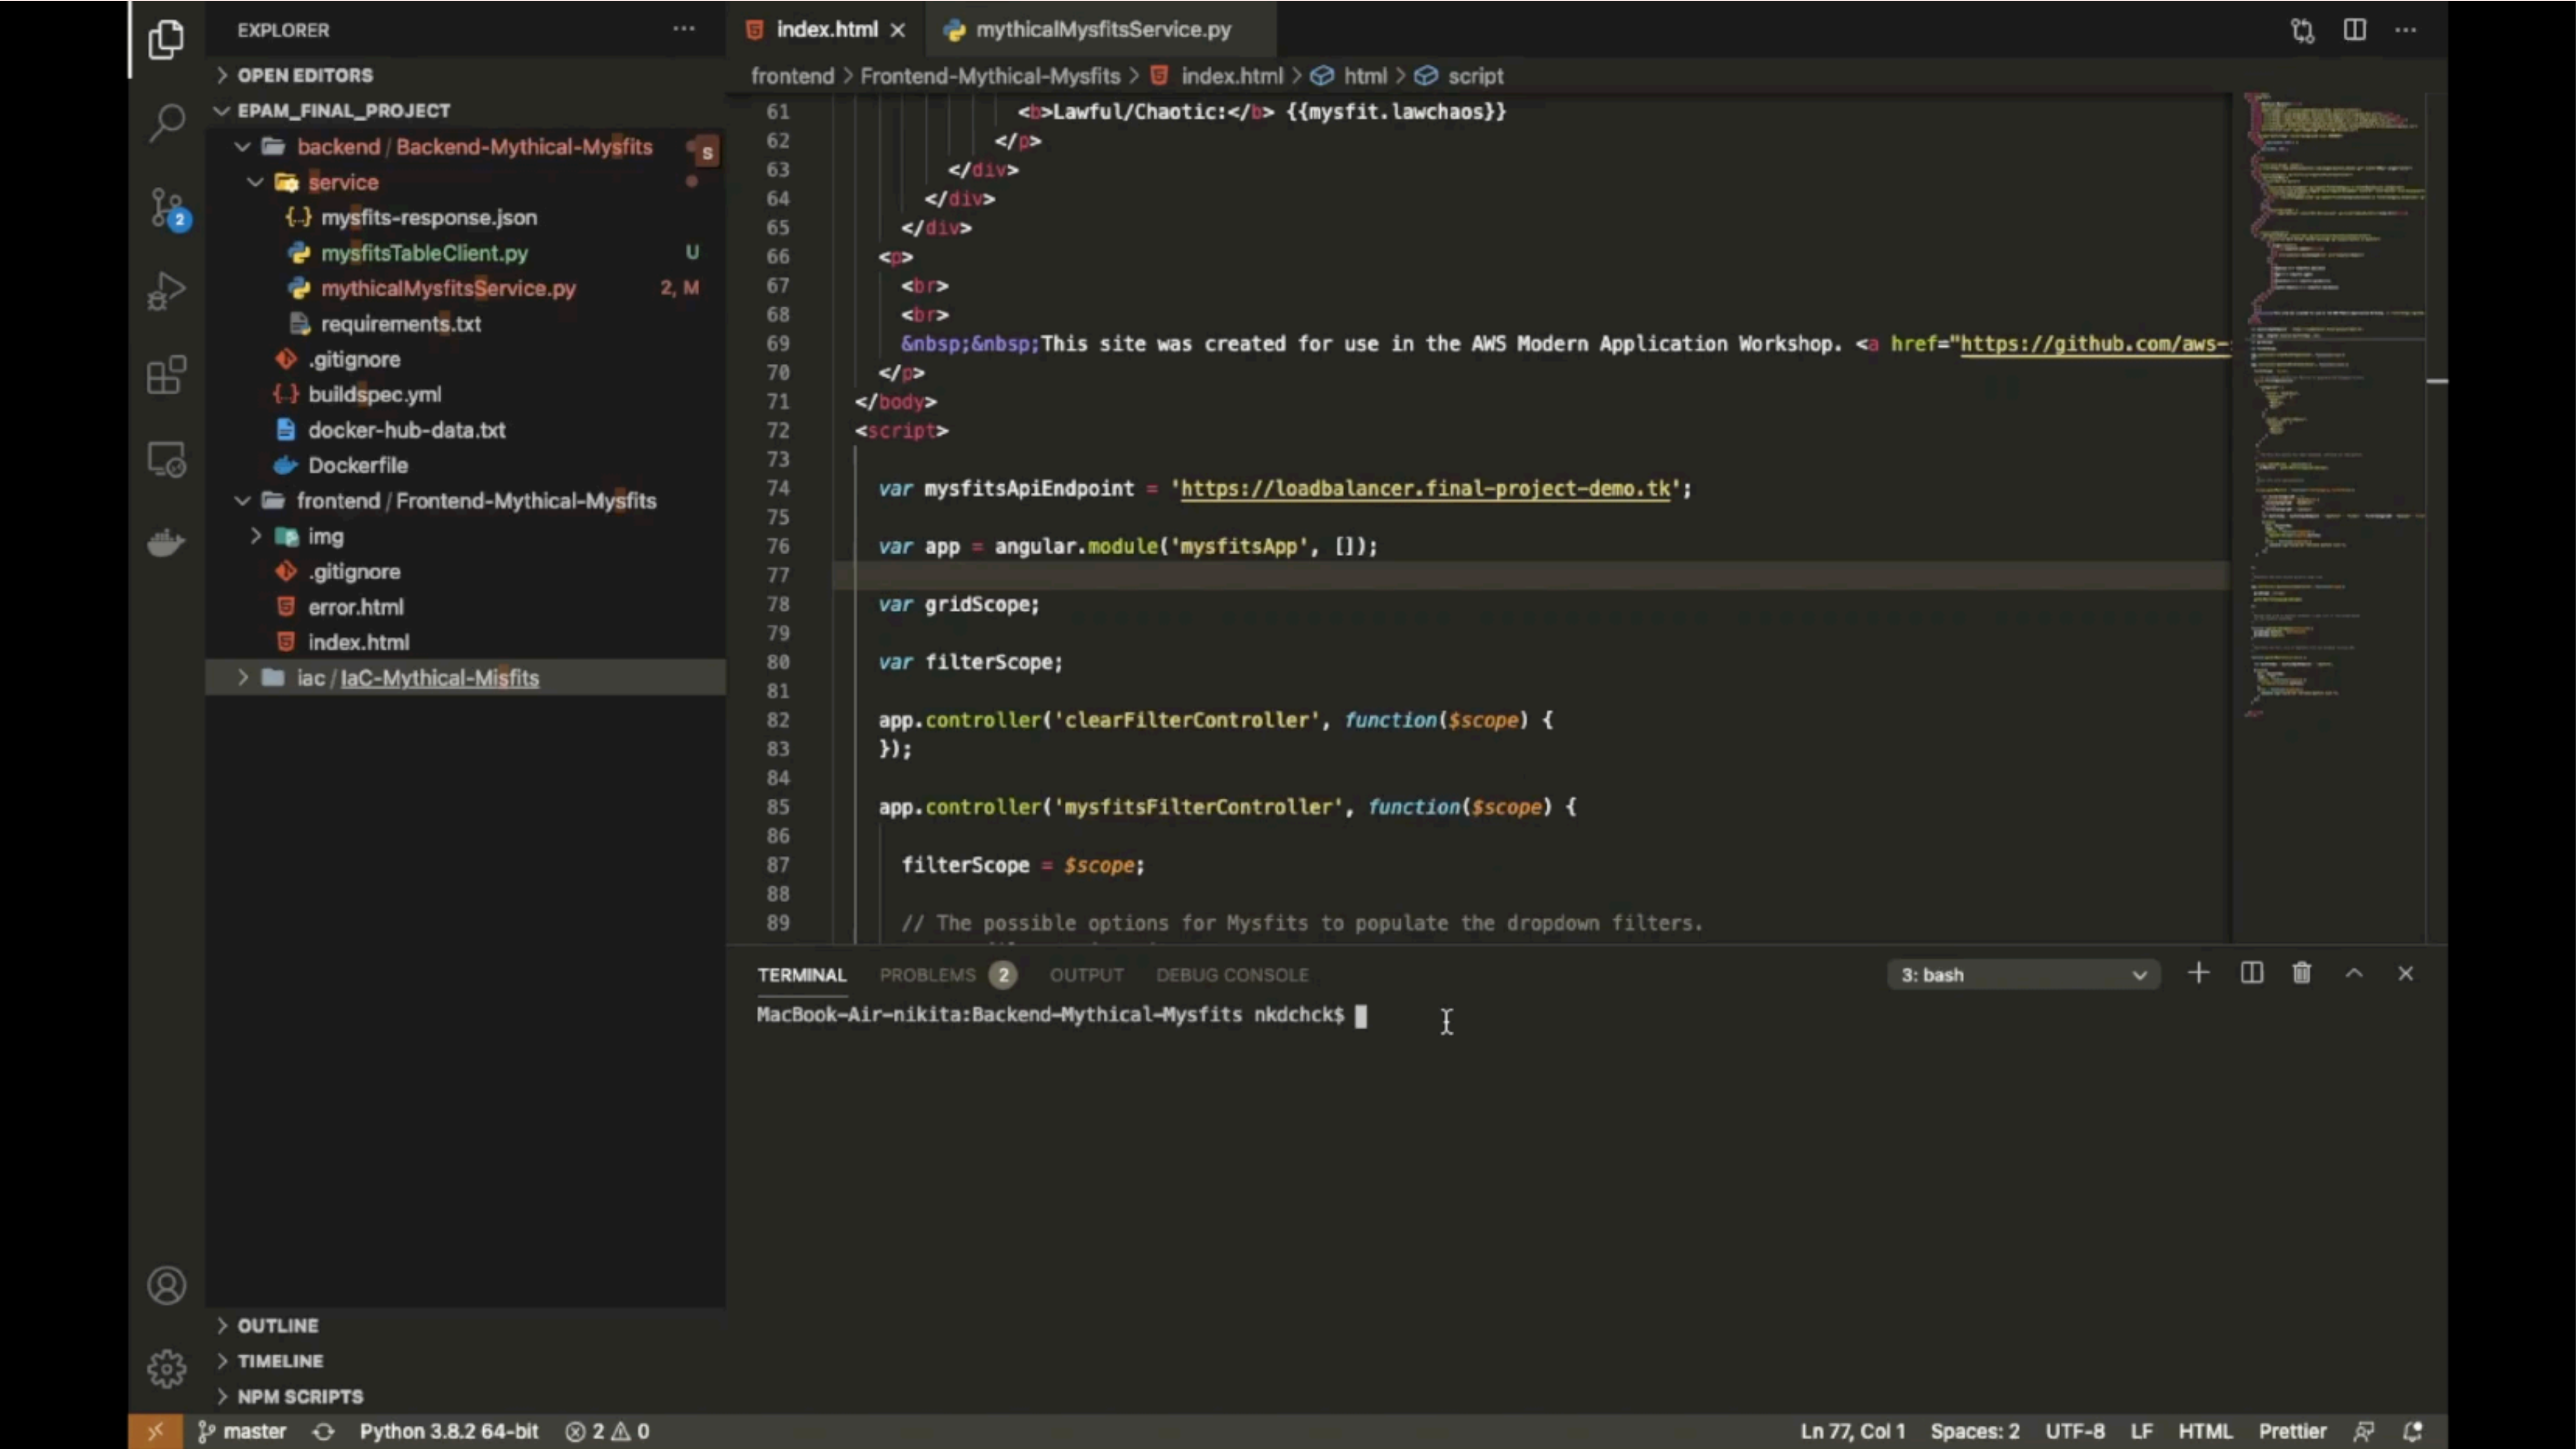 EXPLORER
OPEN EDITORS
EPAM_FINAL_PROJECT
backend / Backend-Mythical-Mysfits
S
service
mysfits-response.json
mysfitsTableClient.py U
mythicalMysfitsService.py 2, M
requirements.txt
.gitignore
buildspec.yml
docker-hub-data.txt
Dockerfile
frontend / Frontend-Mythical-Mysfits
img
.gitignore
error.html
index.html
iac / IaC-Mythical-Misfits
OUTLINE
TIMELINE
NPM SCRIPTS
2
index.html mythicalMysfitsService.py
frontend > Frontend-Mythical-Mysfits > index.html > html > script
61 <b>Lawful/Chaotic:</b> {{mysfit.lawchaos}}
62 </p>
63 </div>
64 </div>
65 </div>
66 <p>
67 <br>
68 <br>
69 &nbsp;&nbsp;This site was created for use in the AWS Modern Application Workshop. <a href="https://github.com/aws-
70 </p>
71 </body>
72 <script>
73
74 var mysfitsApiEndpoint = 'https://loadbalancer.final-project-demo.tk';
75
76 var app = angular.module('mysfitsApp', []);
77
78 var gridScope;
79
80 var filterScope;
81
82 app.controller('clearFilterController', function($scope) {
83 });
84
85 app.controller('mysfitsFilterController', function($scope) {
86
87 filterScope = $scope;
88
89 // The possible options for Mysfits to populate the dropdown filters.
TERMINAL PROBLEMS 2 OUTPUT DEBUG CONSOLE 3: bash
MacBook-Air-nikita:Backend-Mythical-Mysfits nkdchck$
master Python 3.8.2 64-bit 2 0 Ln 77, Col 1 Spaces: 2 UTF-8 LF HTML Prettier